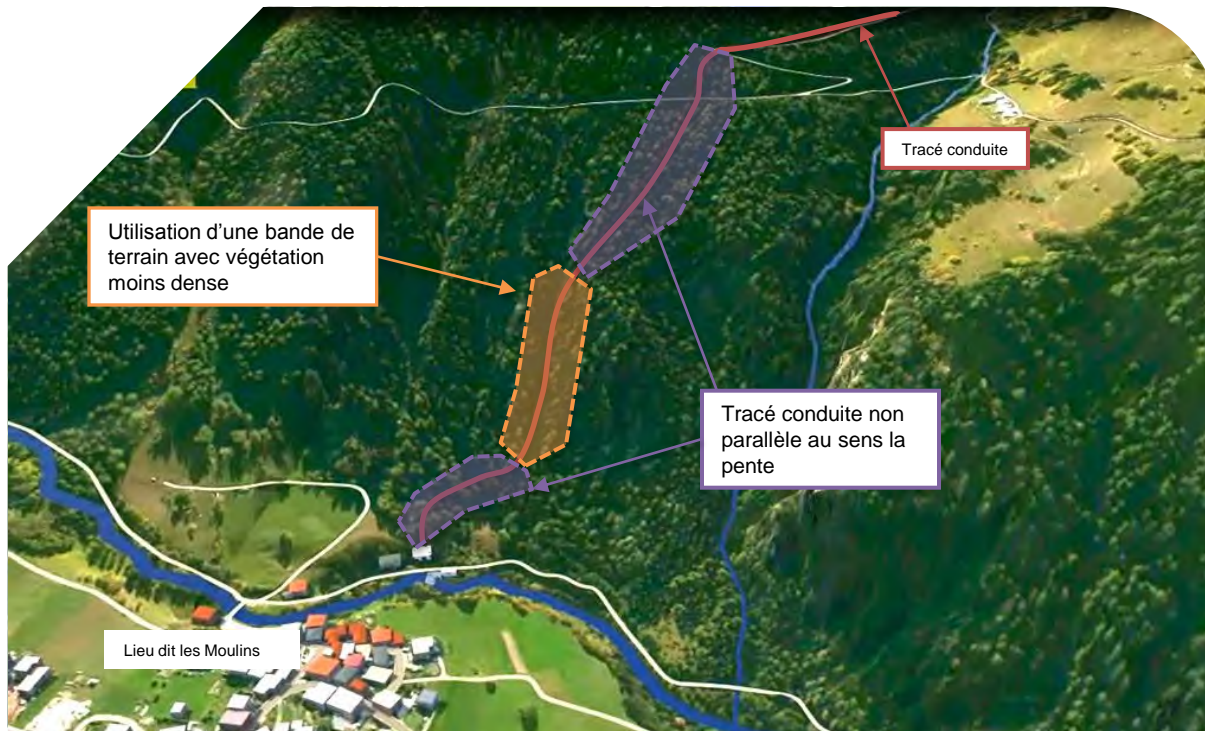 Tracé conduite
Utilisation d'une bande de
terrain avec végétation
moins dense
Tracé conduite non
parallèle au sens la
pente
Lieu dit les Moulins